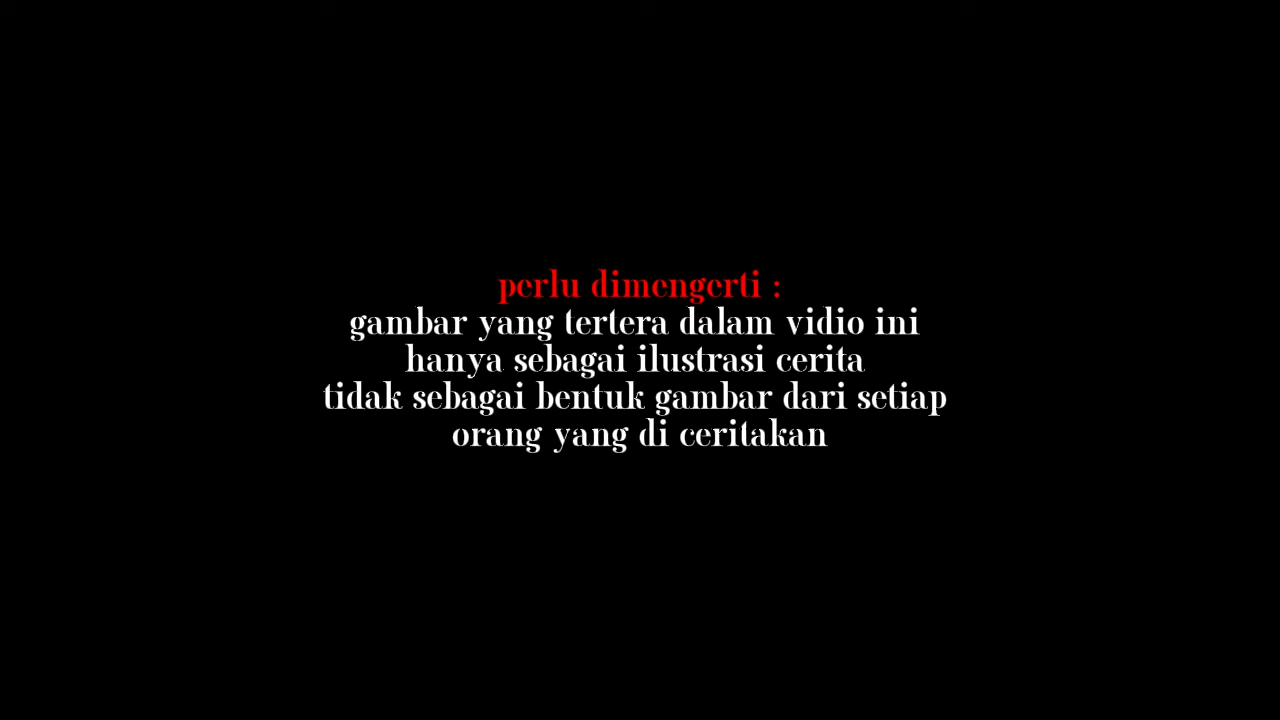 perlu dimengerti :
gambar yang tertera dalam vidio ini
hanya sebagai ilustrasi cerita
tidak sebagai bentuk gambar dari setiap
orang yang di ceritakan